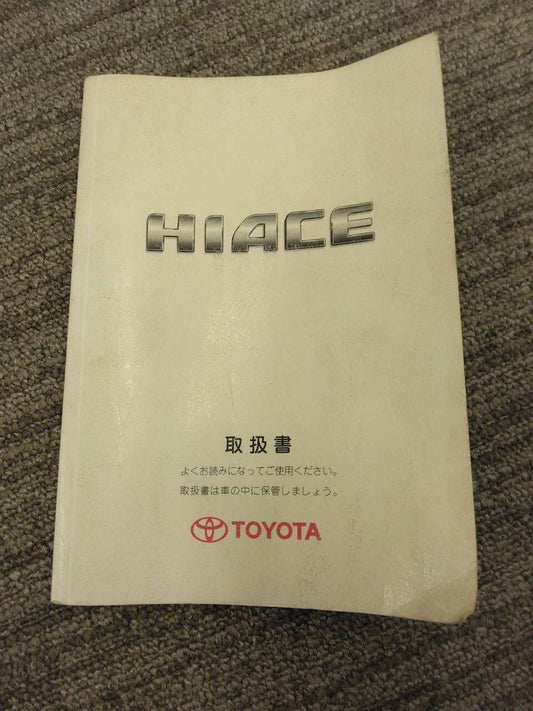 HIACE
取扱書
よくお読みになってご使用ください。
取扱書は車の中に保管しましょう。
TOYOTA